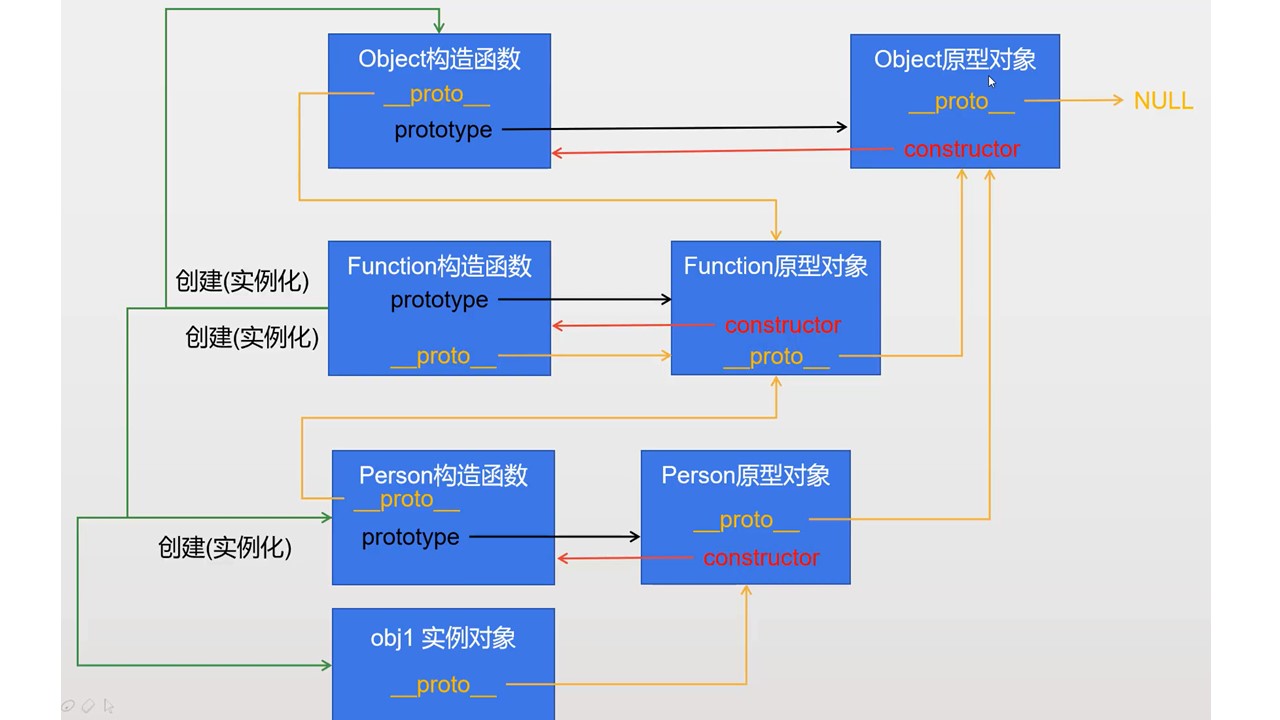 Object构造函数
__proto__
prototype
Object原型对象
__proto__
NULL
constructor
创建(实例化)
创建(实例化)
Function构造函数
prototype
__proto__
Function原型对象
constructor
__proto__
创建(实例化)
Person构造函数
__proto__
prototype
Person原型对象
__proto__
constructor
obj1 实例对象
__proto__